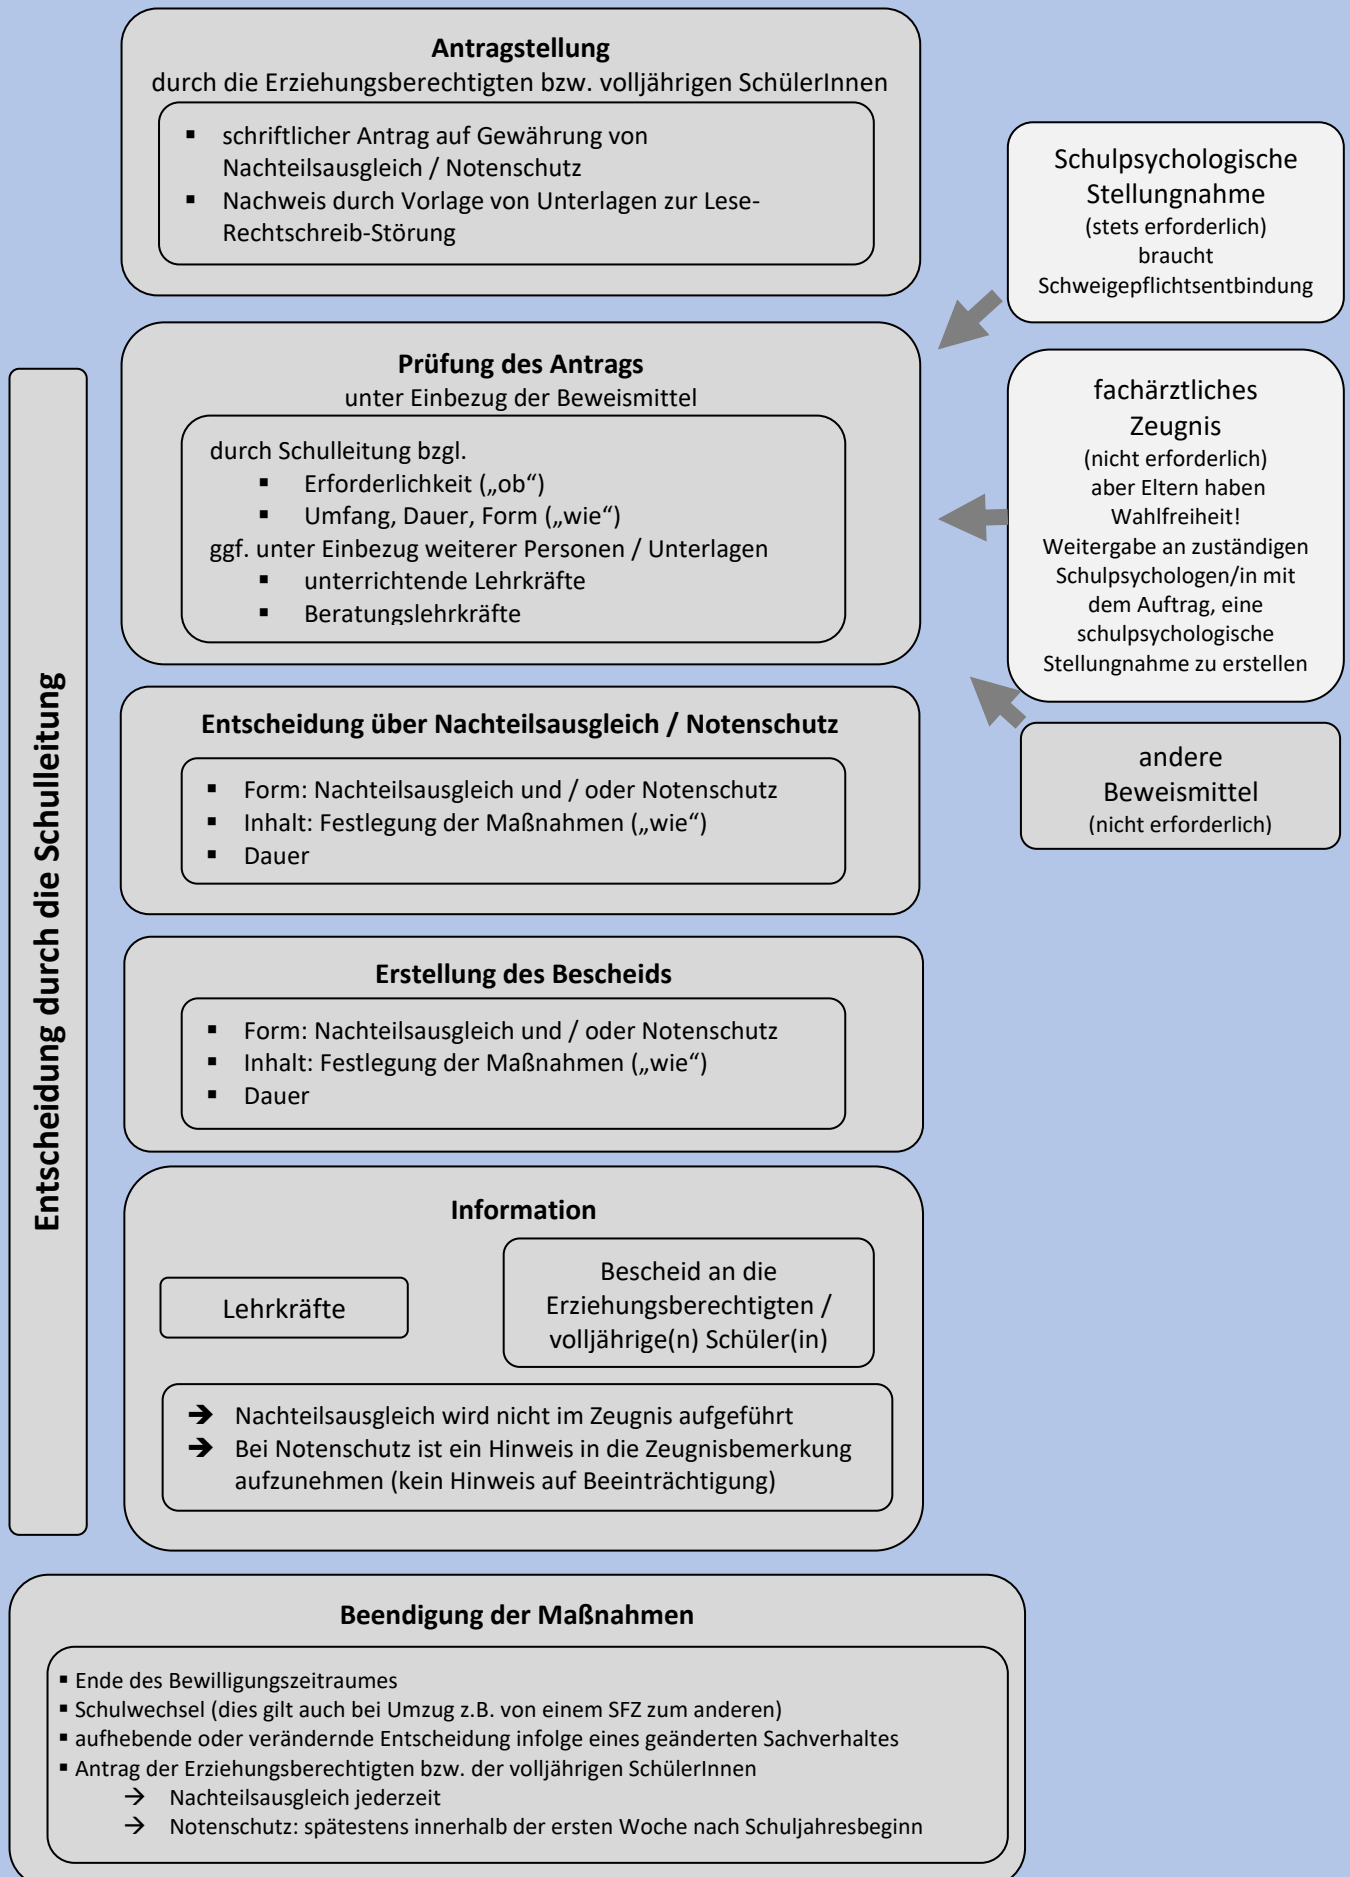 Antragstellung
durch die Erziehungsberechtigten bzw. volljährigen SchülerInnen
▪ schriftlicher Antrag auf Gewährung von
Nachteilsausgleich / Notenschutz
▪ Nachweis durch Vorlage von Unterlagen zur Lese-
Rechtschreib-Störung
Schulpsychologische
Stellungnahme
(stets erforderlich)
braucht
Schweigepflichtsentbindung
Entscheidung durch die Schulleitung
Prüfung des Antrags
unter Einbezug der Beweismittel
durch Schulleitung bzgl.
▪ Erforderlichkeit („ob“)
▪ Umfang, Dauer, Form („wie“)
ggf. unter Einbezug weiterer Personen / Unterlagen
▪ unterrichtende Lehrkräfte
▪ Beratungslehrkräfte
fachärztliches
Zeugnis
(nicht erforderlich)
aber Eltern haben
Wahlfreiheit!
Weitergabe an zuständigen
Schulpsychologen/in mit
dem Auftrag, eine
schulpsychologische
Stellungnahme zu erstellen
Entscheidung über Nachteilsausgleich / Notenschutz
▪ Form: Nachteilsausgleich und / oder Notenschutz
▪ Inhalt: Festlegung der Maßnahmen („wie“)
▪ Dauer
andere
Beweismittel
(nicht erforderlich)
Erstellung des Bescheids
▪ Form: Nachteilsausgleich und / oder Notenschutz
▪ Inhalt: Festlegung der Maßnahmen („wie“)
▪ Dauer
Information
Lehrkräfte
Bescheid an die
Erziehungsberechtigten /
volljährige(n) Schüler(in)
➔ Nachteilsausgleich wird nicht im Zeugnis aufgeführt
➔ Bei Notenschutz ist ein Hinweis in die Zeugnisbemerkung
aufzunehmen (kein Hinweis auf Beeinträchtigung)
Beendigung der Maßnahmen
▪ Ende des Bewilligungszeitraumes
▪ Schulwechsel (dies gilt auch bei Umzug z.B. von einem SFZ zum anderen)
▪ aufhebende oder verändernde Entscheidung infolge eines geänderten Sachverhaltes
▪ Antrag der Erziehungsberechtigten bzw. der volljährigen SchülerInnen
→ Nachteilsausgleich jederzeit
→ Notenschutz: spätestens innerhalb der ersten Woche nach Schuljahresbeginn